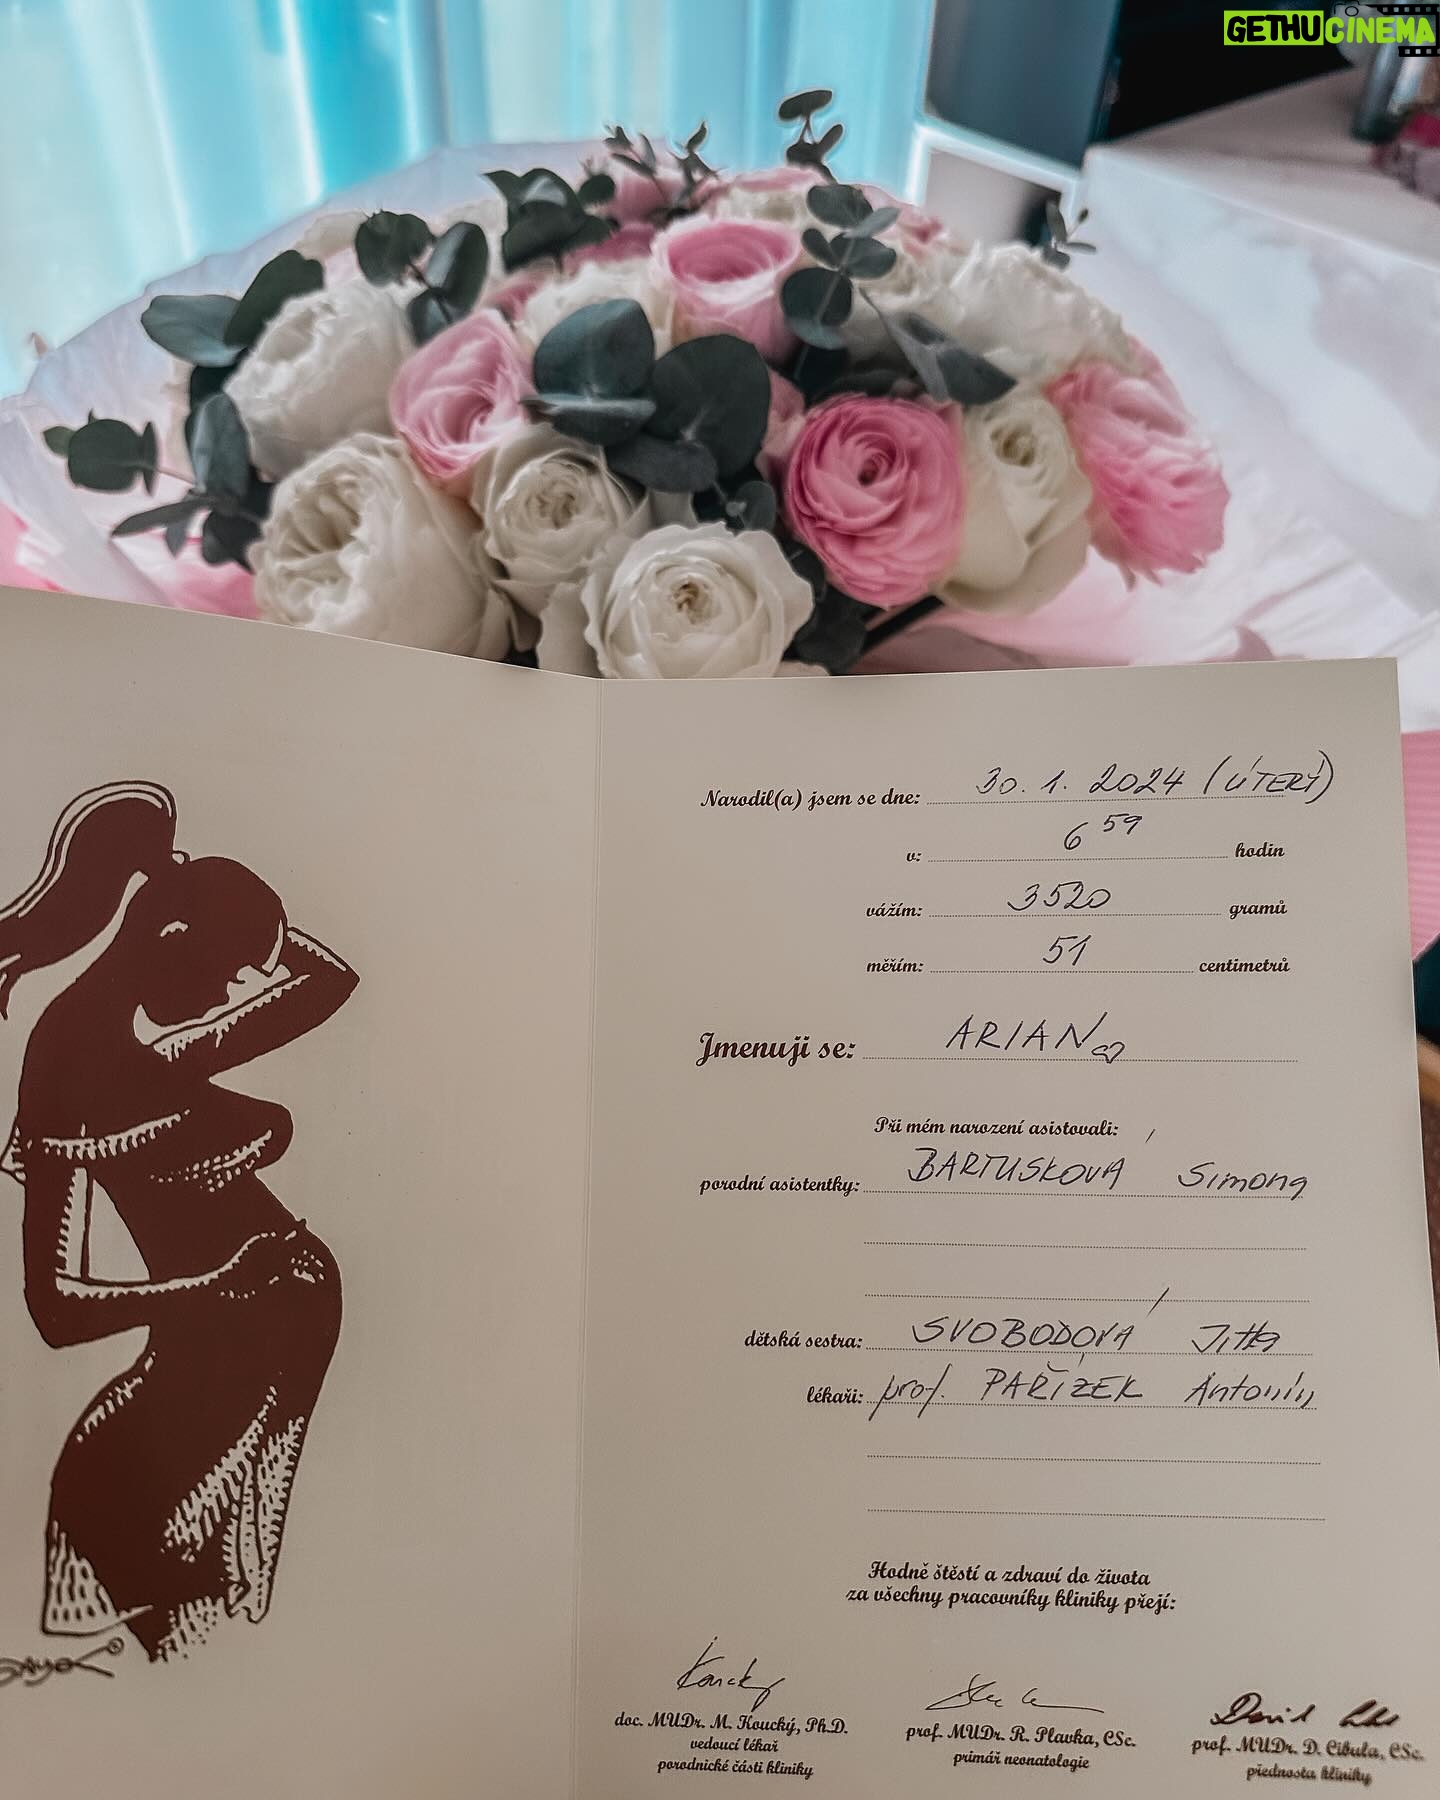 GETHUCINEMA
Narodil(a) jsem se dne: 30. 1. 2024 (ÚTERÝ)
v: 6 59 hodin
vážím: 3520 gramů
měřím: 51 centimetrů
Jmenuji se: ARIAN
Při mém narození asistovali:
porodní asistentky: BARTUSKOVÁ Simona
dětská sestra: SVOBODOVÁ Jitka
lékaři: prof. PAŘÍZEK Antonín
Hodně štěstí a zdraví do života
za všechny pracovníky kliniky přejí:
doc. MUDr. M. Koucký, Ph.D. prof. MUDr. R. Plavka, CSc. prof. MUDr. D. Cibula, CSc.
vedoucí lékař primář neonatologie přednosta kliniky
porodnické části kliniky